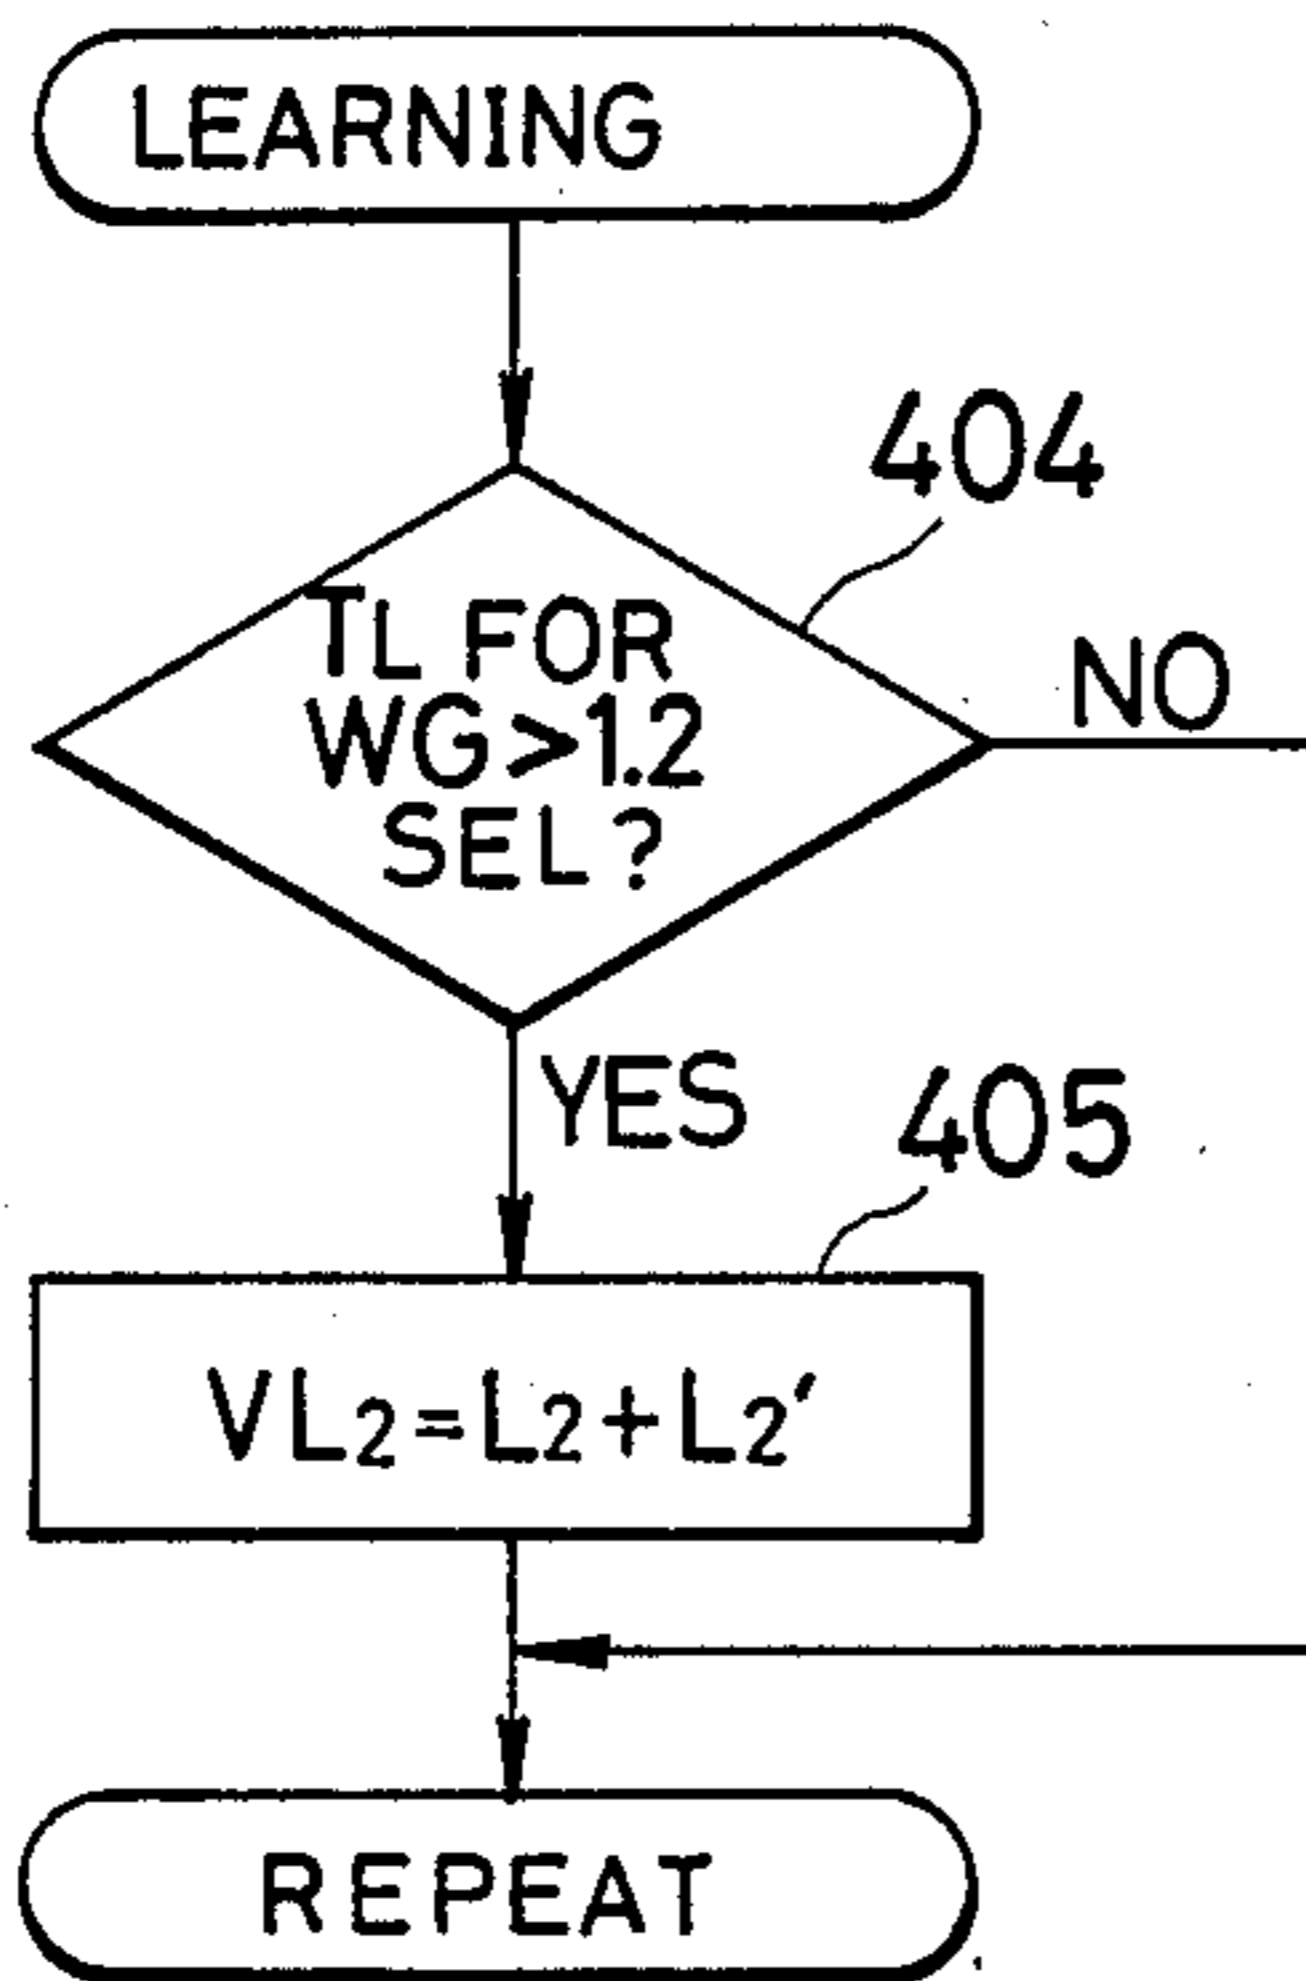 LEARNING
404
TL FOR
WG>1.2
SEL?
NO
YES
405
VL2=L2+L2'
REPEAT